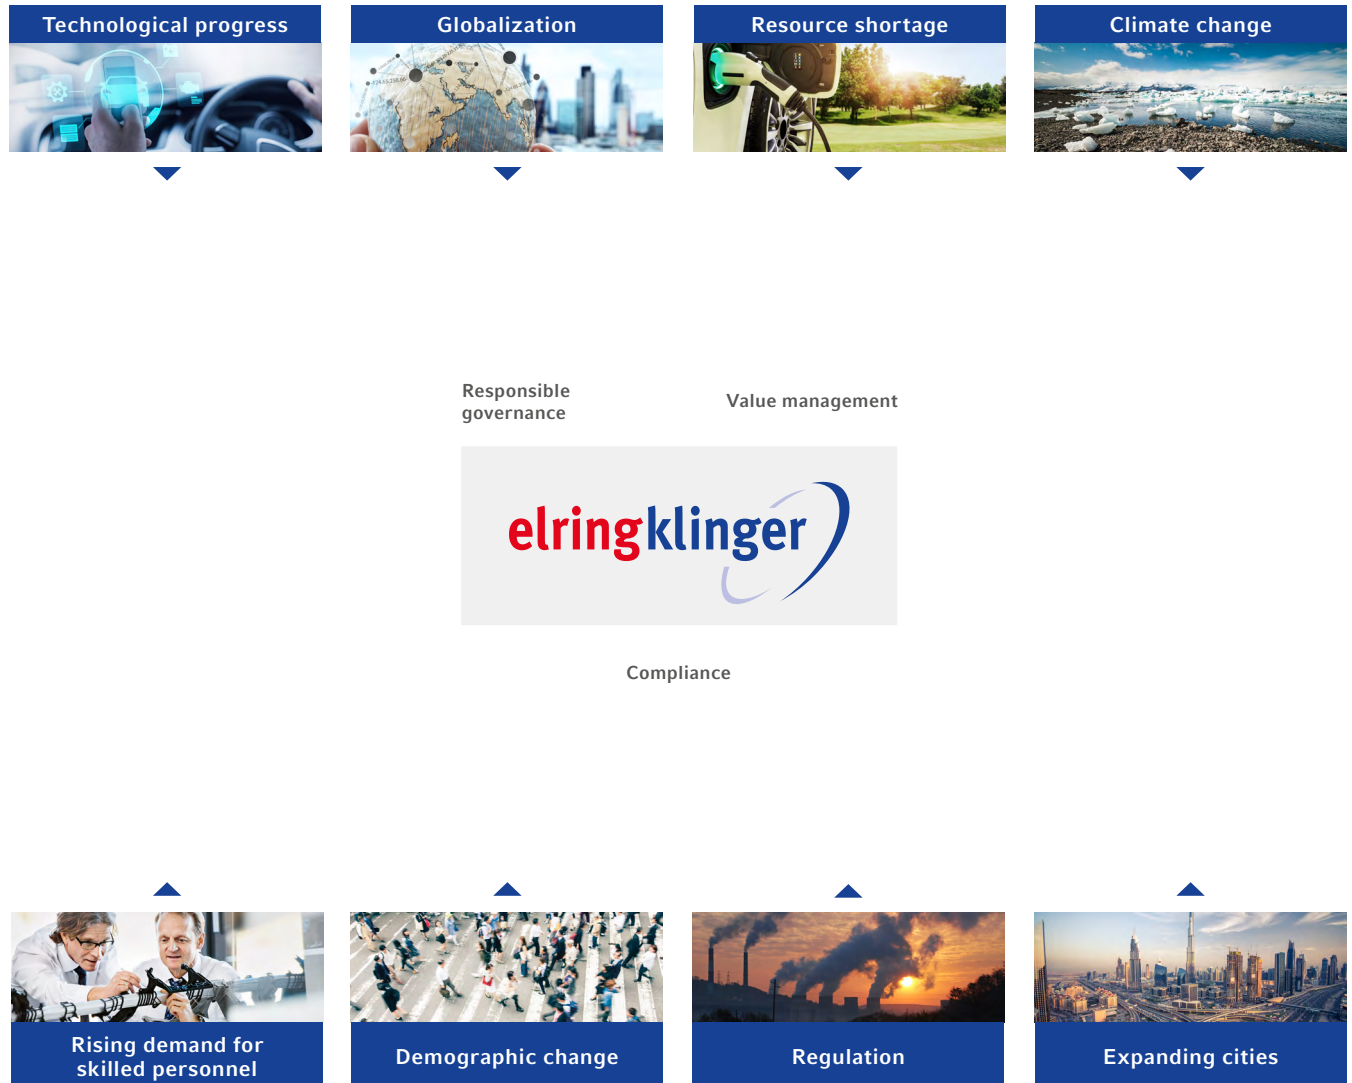 Technological progress
Globalization
Resource shortage
Climate change
Responsible
governance
Value management
elringklinger
Compliance
Rising demand for
skilled personnel
Demographic change
Regulation
Expanding cities